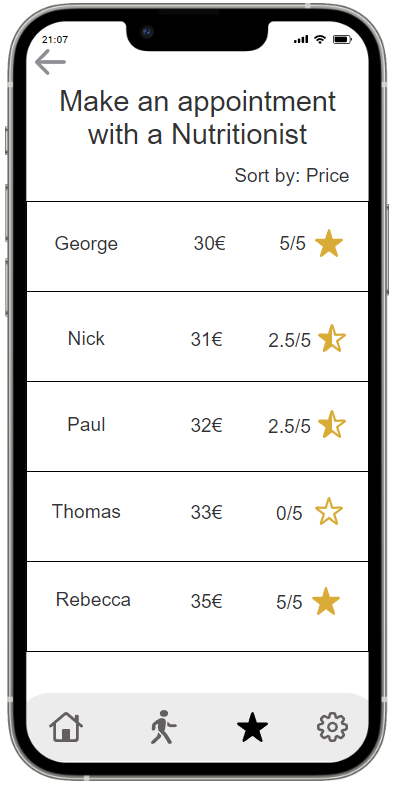 21:07
Make an appointment
with a Nutritionist
Sort by: Price
George 30€ 5/5
Nick 31€ 2.5/5
Paul 32€ 2.5/5
Thomas 33€ 0/5
Rebecca 35€ 5/5